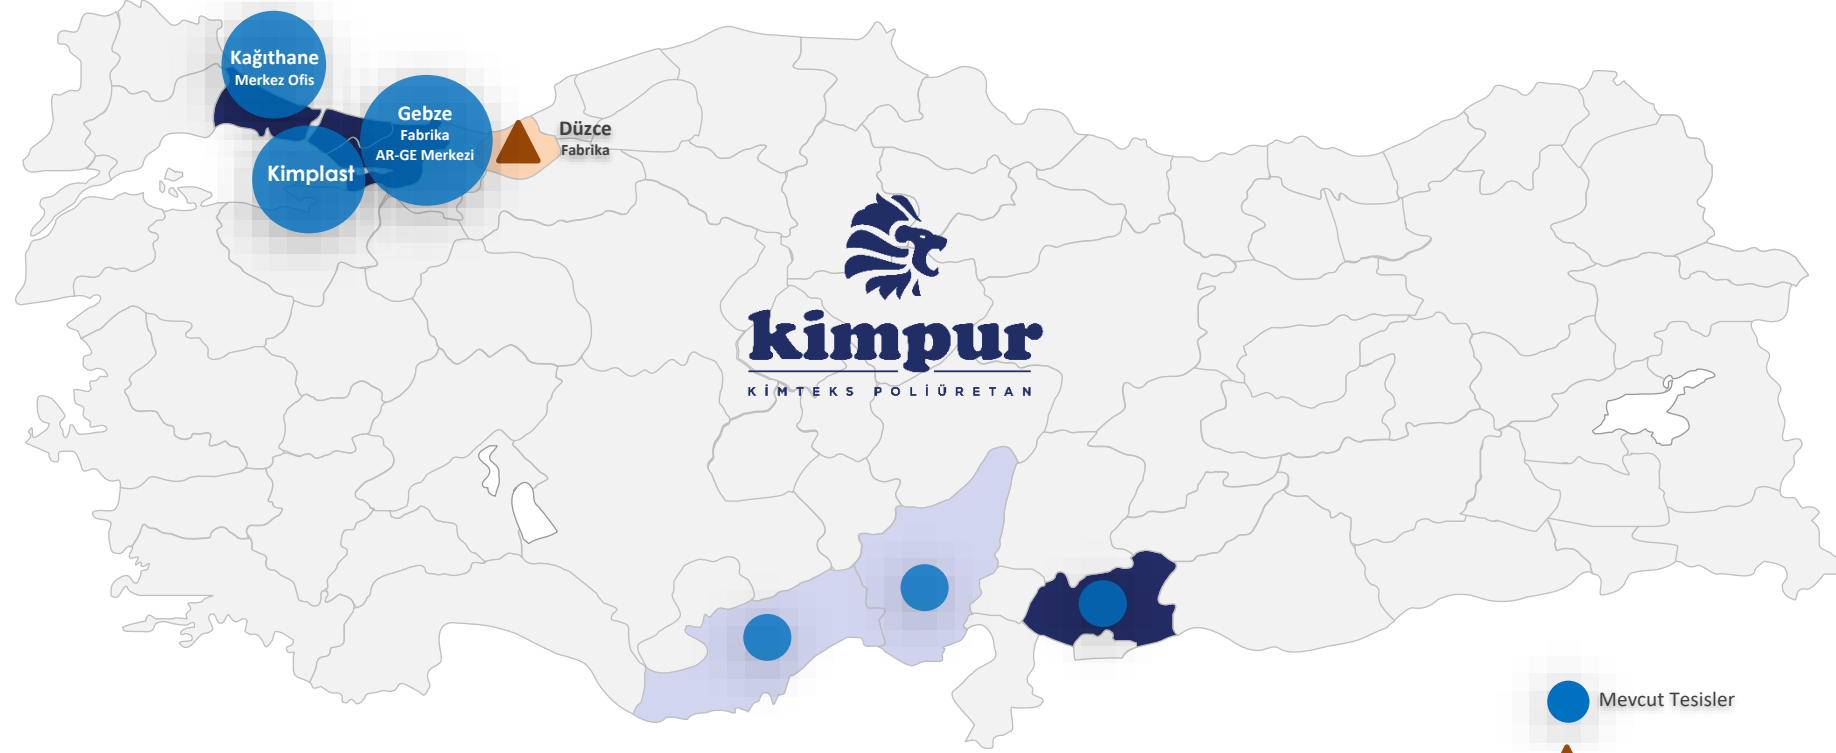 Kağıthane
Merkez Ofis
Gebze
Fabrika
AR-GE Merkezi
Kimplast
Düzce
Fabrika
kimpur
KİMTEKS POLİÜRETAN
Mevcut Tesisler